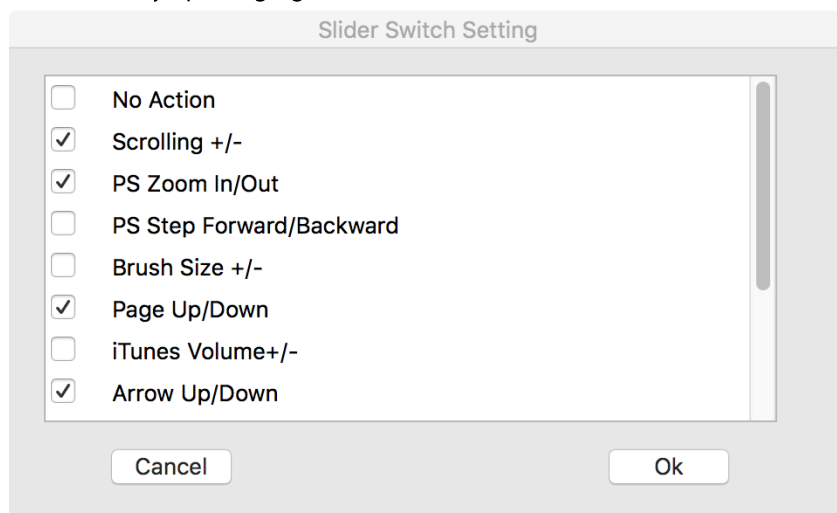 Slider Switch Setting
No Action
Scrolling +/-
PS Zoom In/Out
PS Step Forward/Backward
Brush Size +/-
Page Up/Down
iTunes Volume+/-
Arrow Up/Down
Cancel Ok